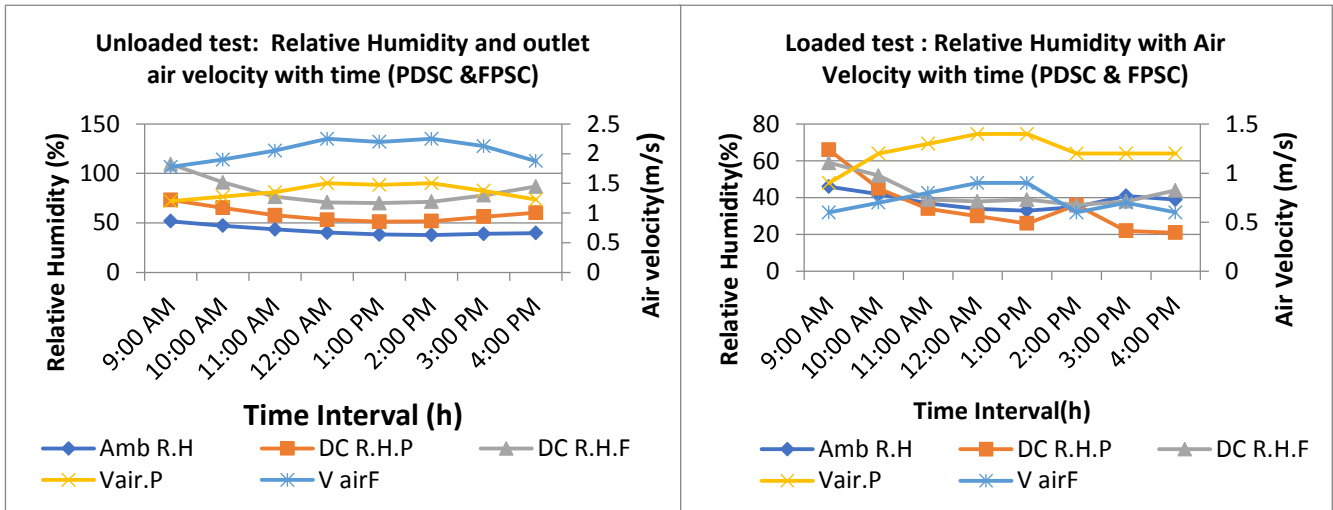 Unloaded test: Relative Humidity and outlet
air velocity with time (PDSC &FPSC)
Relative Humidity (%)
150
100
50
0
2.5
2
1.5
1
0.5
0
Air velocity(m/s)
9:00 AM
10:00 AM
11:00 AM
12:00 AM
1:00 PM
2:00 PM
3:00 PM
4:00 PM
Time Interval (h)
Amb R.H
DC R.H.P
DC R.H.F
Vair.P
V airF
Loaded test : Relative Humidity with Air
Velocity with time (PDSC & FPSC)
Relative Humidity(%)
80
60
40
20
0
1.5
1
0.5
0
Air Velocity (m/s)
9:00 AM
10:00 AM
11:00 AM
12:00 AM
1:00 PM
2:00 PM
3:00 PM
4:00 PM
Time Interval(h)
Amb R.H
DC R.H.P
DC R.H.F
Vair.P
V airF